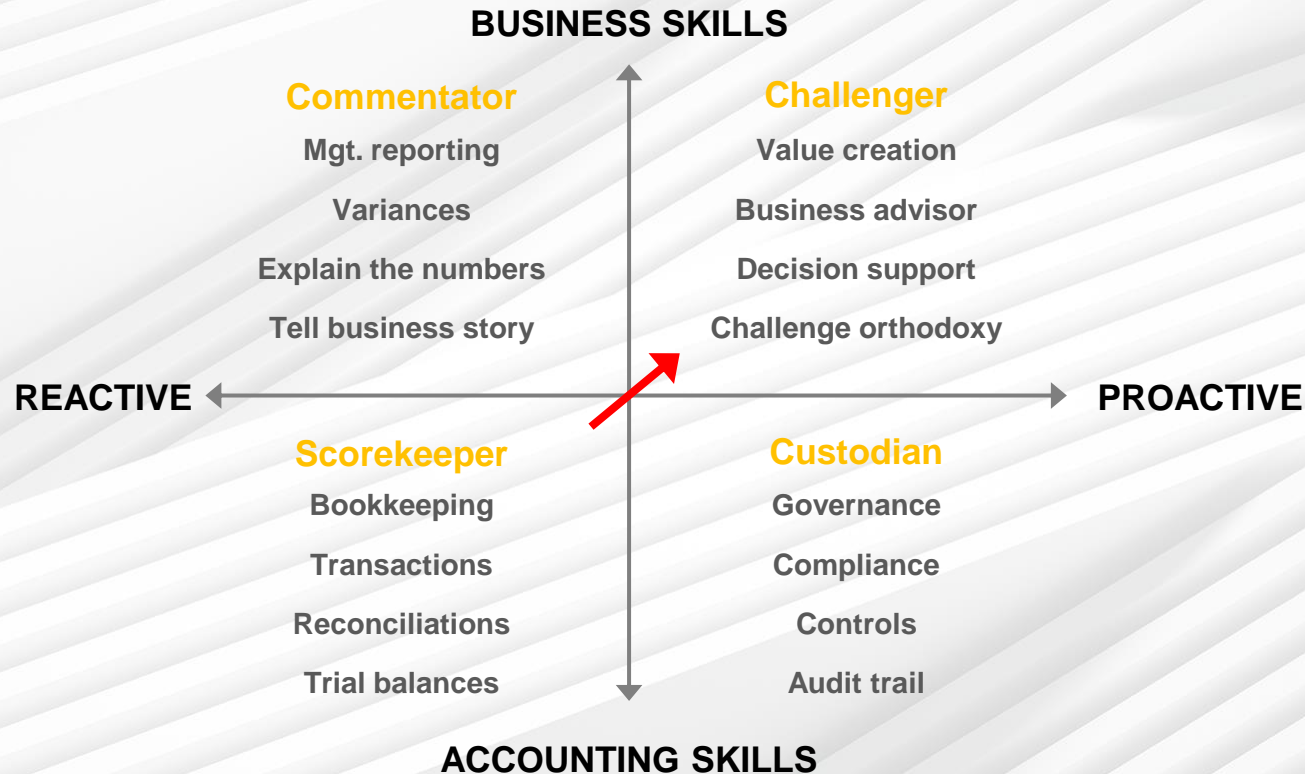 BUSINESS SKILLS
Commentator
Mgt. reporting
Variances
Explain the numbers
Tell business story
Challenger
Value creation
Business advisor
Decision support
Challenge orthodoxy
REACTIVE
PROACTIVE
Scorekeeper
Bookkeeping
Transactions
Reconciliations
Trial balances
Custodian
Governance
Compliance
Controls
Audit trail
ACCOUNTING SKILLS